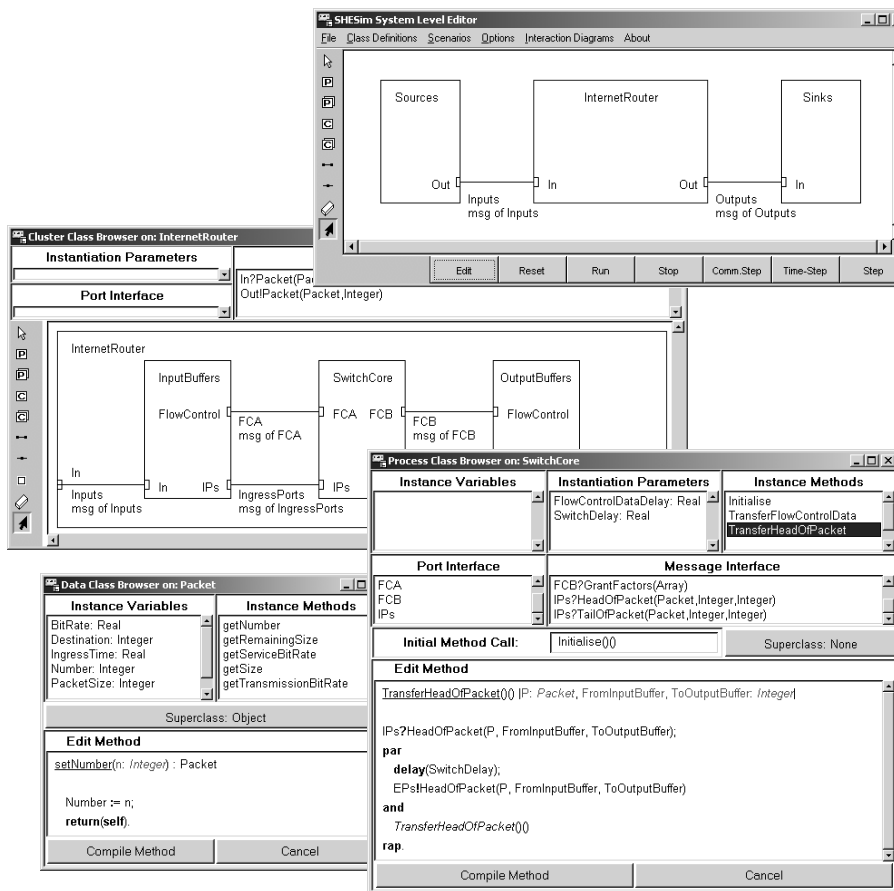 SHESim System Level Editor
File Class Definitions Scenarios Options Interaction Diagrams About
P
P
C
C
Sources
InternetRouter
Sinks
Out
In
Out
In
Inputs
msg of Inputs
Outputs
msg of Outputs
Edit Reset Run Stop Comm.Step Time-Step Step
Cluster Class Browser on: InternetRouter
Instantiation Parameters
Port Interface
In?Packet(Pac
Out!Packet(Packet,Integer)
P
P
C
C
InternetRouter
InputBuffers
SwitchCore
OutputBuffers
FlowControl
FCA
msg of FCA
FCA FCB
FCB
msg of FCB
FlowControl
In
Inputs
msg of Inputs
In IPs
IngressPorts
msg of IngressPorts
IPs
Process Class Browser on: SwitchCore
Instance Variables
Instantiation Parameters
Instance Methods
FlowControlDataDelay: Real
SwitchDelay: Real
Initialise
TransferFlowControlData
TransferHeadOfPacket
Port Interface
Message Interface
FCA
FCB
IPs
FCB?GrantFactors(Array)
IPs?HeadOfPacket(Packet,Integer,Integer)
IPs?TailOfPacket(Packet,Integer,Integer)
Initial Method Call: Initialise()() Superclass: None
Edit Method
TransferHeadOfPacket()() |P: Packet, FromInputBuffer, ToOutputBuffer: Integer|
IPs?HeadOfPacket(P, FromInputBuffer, ToOutputBuffer);
par
delay(SwitchDelay);
EPs!HeadOfPacket(P, FromInputBuffer, ToOutputBuffer)
and
TransferHeadOfPacket()()
rap.
Compile Method Cancel
Data Class Browser on: Packet
Instance Variables
Instance Methods
BitRate: Real
Destination: Integer
IngressTime: Real
Number: Integer
PacketSize: Integer
getNumber
getRemainingSize
getServiceBitRate
getSize
getTransmissionBitRate
Superclass: Object
Edit Method
setNumber(n: Integer) : Packet
Number := n;
return(self).
Compile Method Cancel